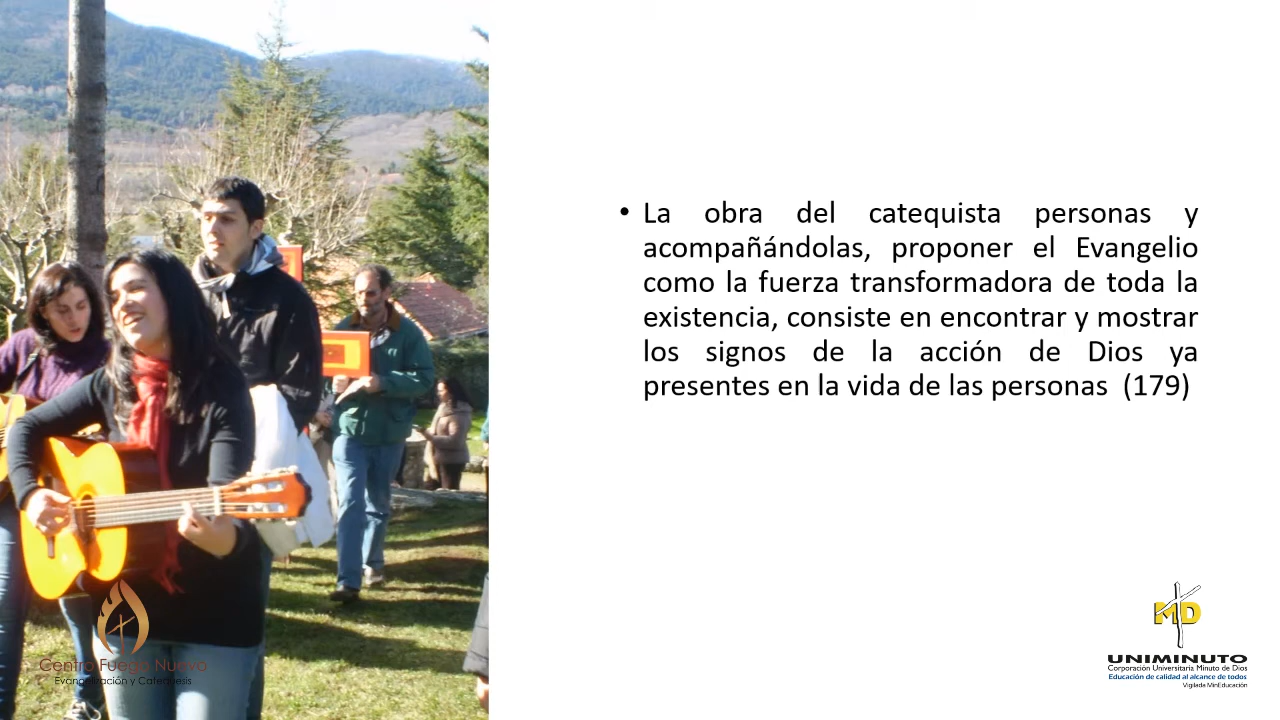 • La obra del catequista personas y
acompañándolas, proponer el Evangelio
como la fuerza transformadora de toda la
existencia, consiste en encontrar y mostrar
los signos de la acción de Dios ya
presentes en la vida de las personas (179)
Centro Fuego Nuevo
Evangelización y Catequesis
MD
UNIMINUTO
Corporación Universitaria Minuto de Dios
Educación de calidad al alcance de todos
Vigilada MinEducación